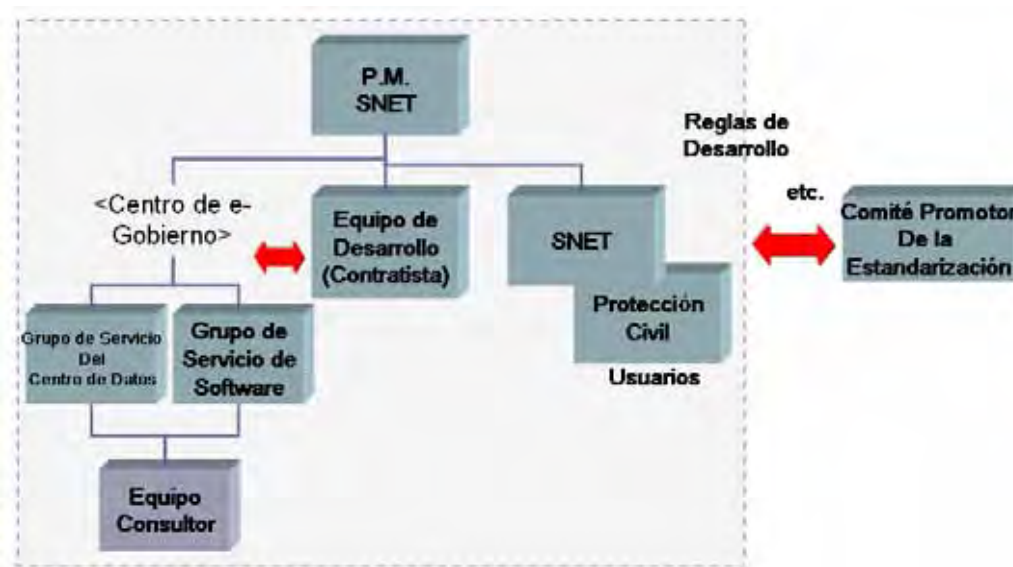 P.M.
SNET
Reglas de
Desarrollo
etc.
<Centro de e-
Gobierno>
Equipo de
Desarrollo
(Contratista)
SNET
Protección
Civil
Usuarios
Comité Promotor
De la
Estandarización
Grupo de Servicio
Del
Centro de Datos
Grupo de
Servicio de
Software
Equipo
Consultor